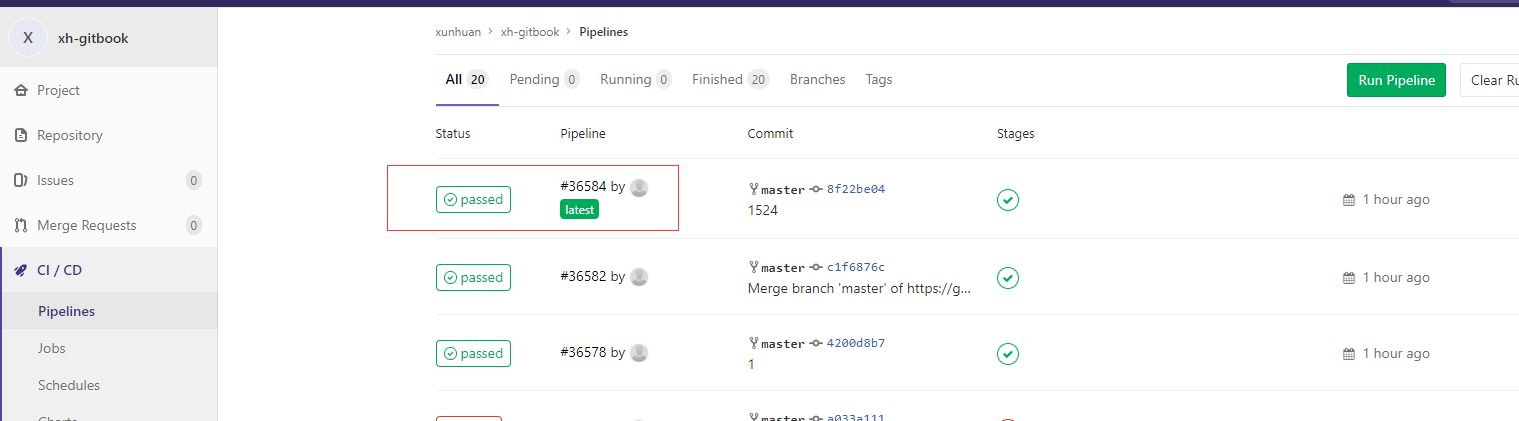 X xh-gitbook
Project
Repository
Issues 0
Merge Requests 0
CI / CD
Pipelines
Jobs
Schedules
Charts
xunhuan > xh-gitbook > Pipelines
All 20 Pending 0 Running 0 Finished 20 Branches Tags
Run Pipeline Clear Ru
Status Pipeline Commit Stages
passed #36584 by master 8f22be04 1 hour ago
latest 1524
passed #36582 by master c1f6876c 1 hour ago
Merge branch 'master' of https://g...
passed #36578 by master 4200d8b7 1 hour ago
1
master a033a111